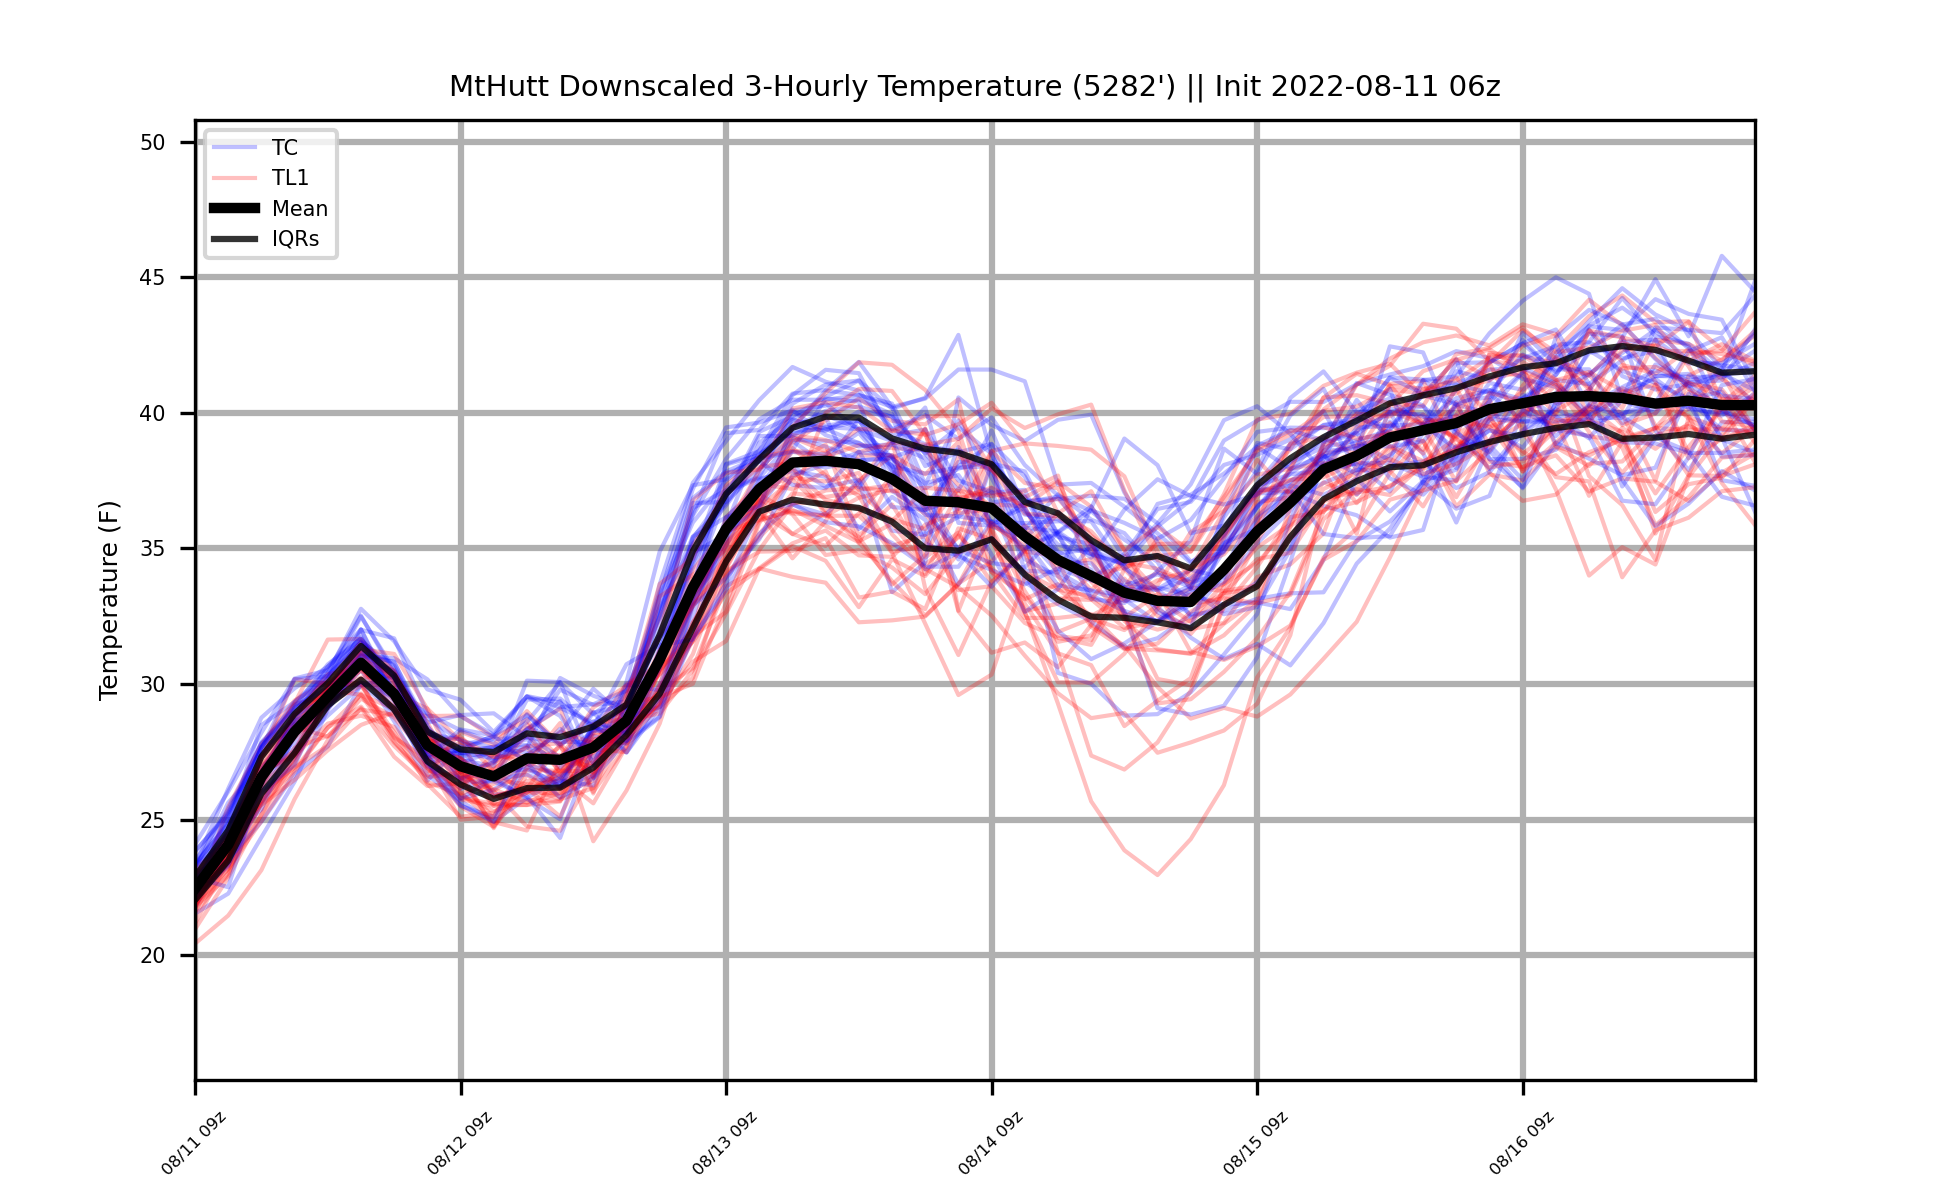 MtHutt Downscaled 3-Hourly Temperature (5282') || Init 2022-08-11 06z
TC
TL1
Mean
IQRs
Temperature (F)
50
45
40
35
30
25
20
08/11 09z
08/12 09z
08/13 09z
08/14 09z
08/15 09z
08/16 09z